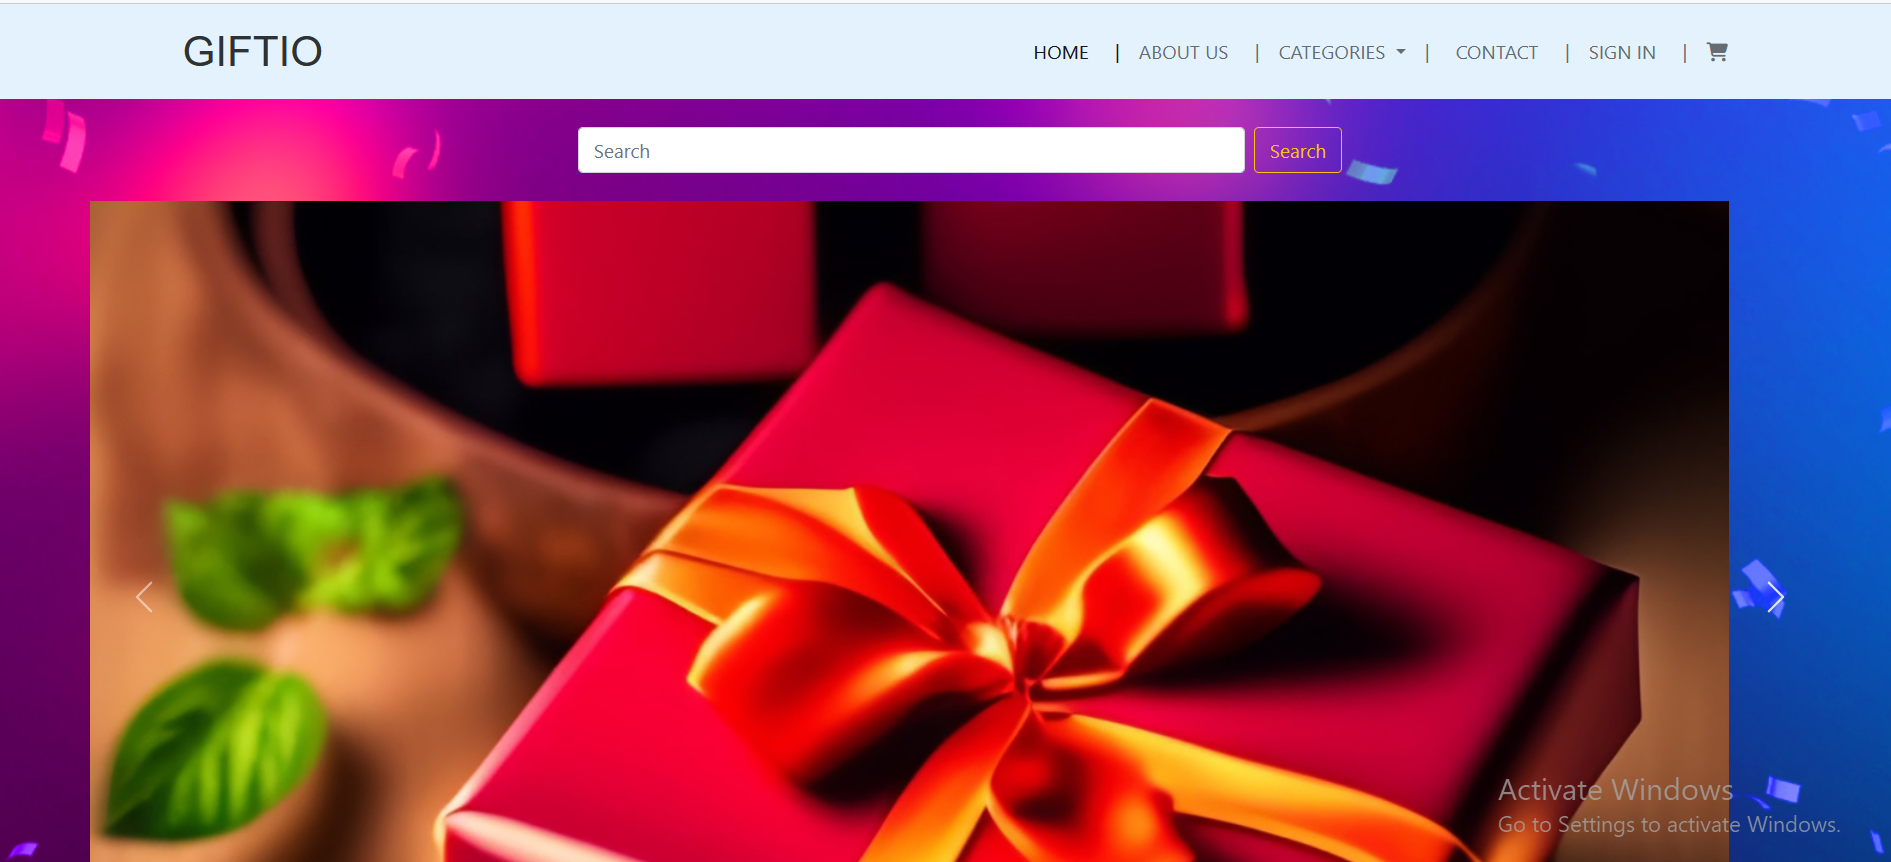 GIFTIO
HOME | ABOUT US | CATEGORIES | CONTACT | SIGN IN |
Search Search
Activate Windows
Go to Settings to activate Windows.